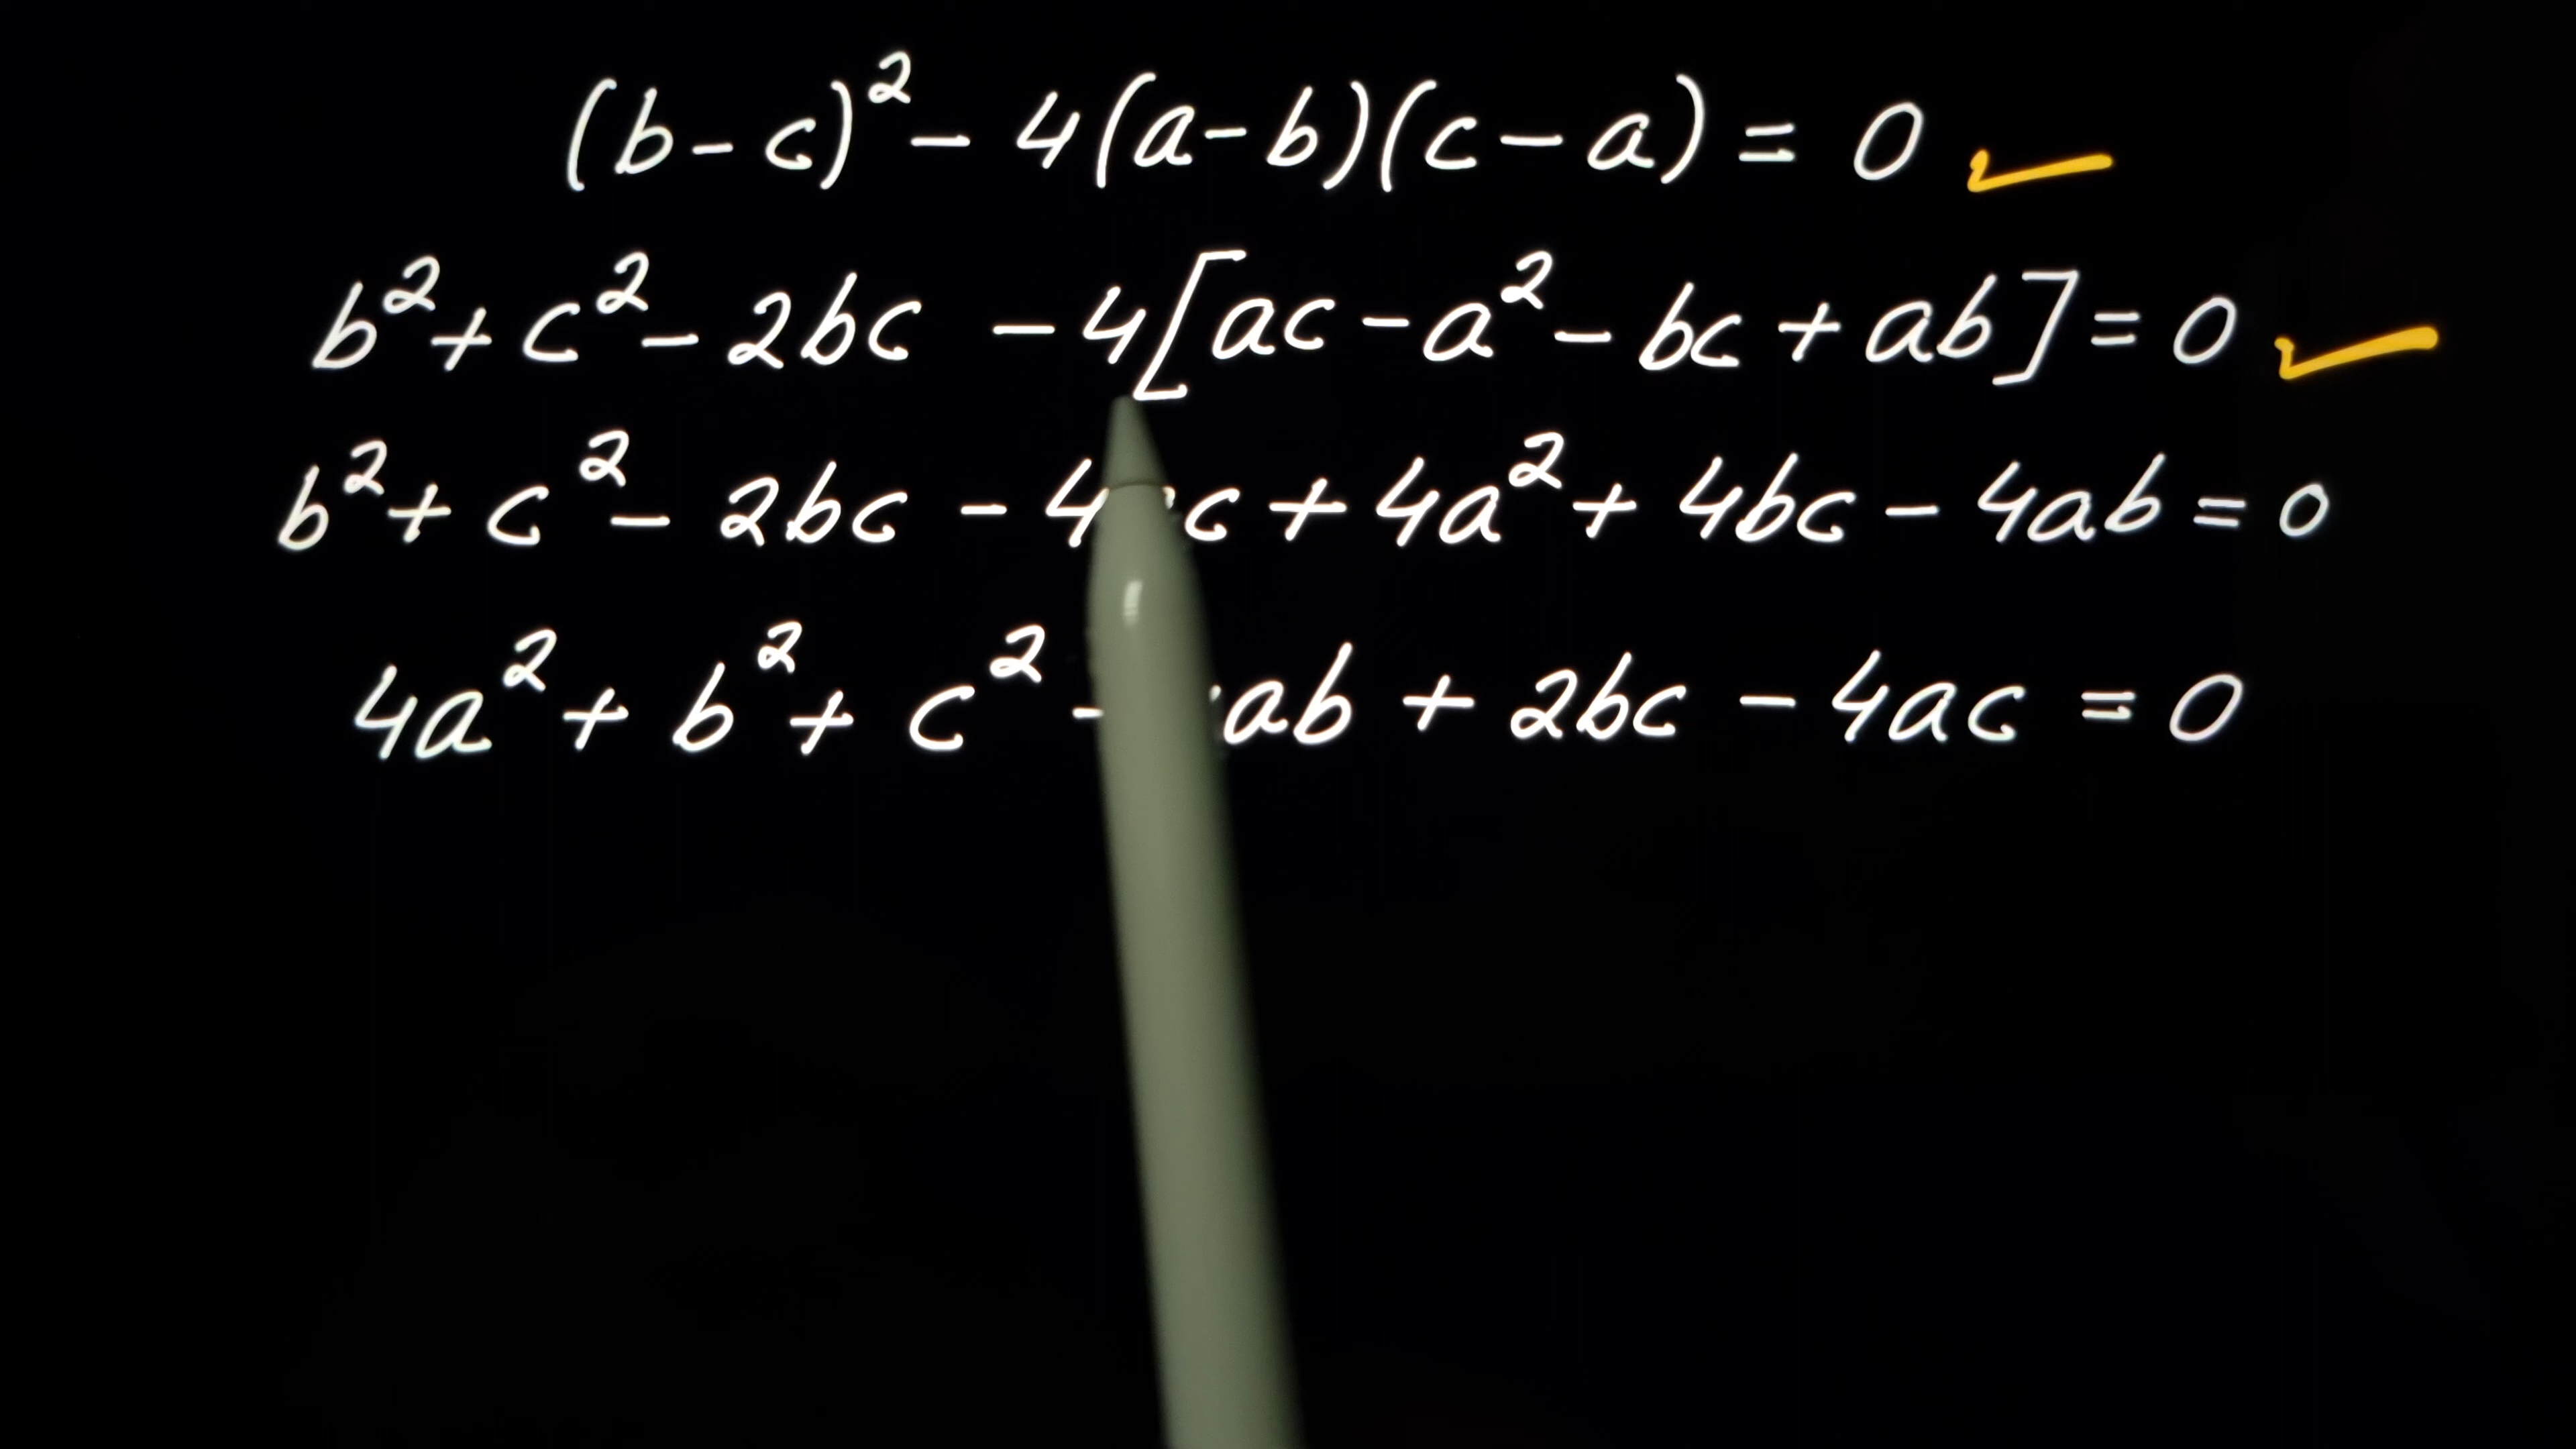 (b-c)² - 4(a-b)(c-a) = 0
b² + c² - 2bc - 4[ac - a² - bc + ab] = 0
b² + c² - 2bc - 4 c + 4a² + 4bc - 4ab = 0
4a² + b² + c² - ab + 2bc - 4ac = 0